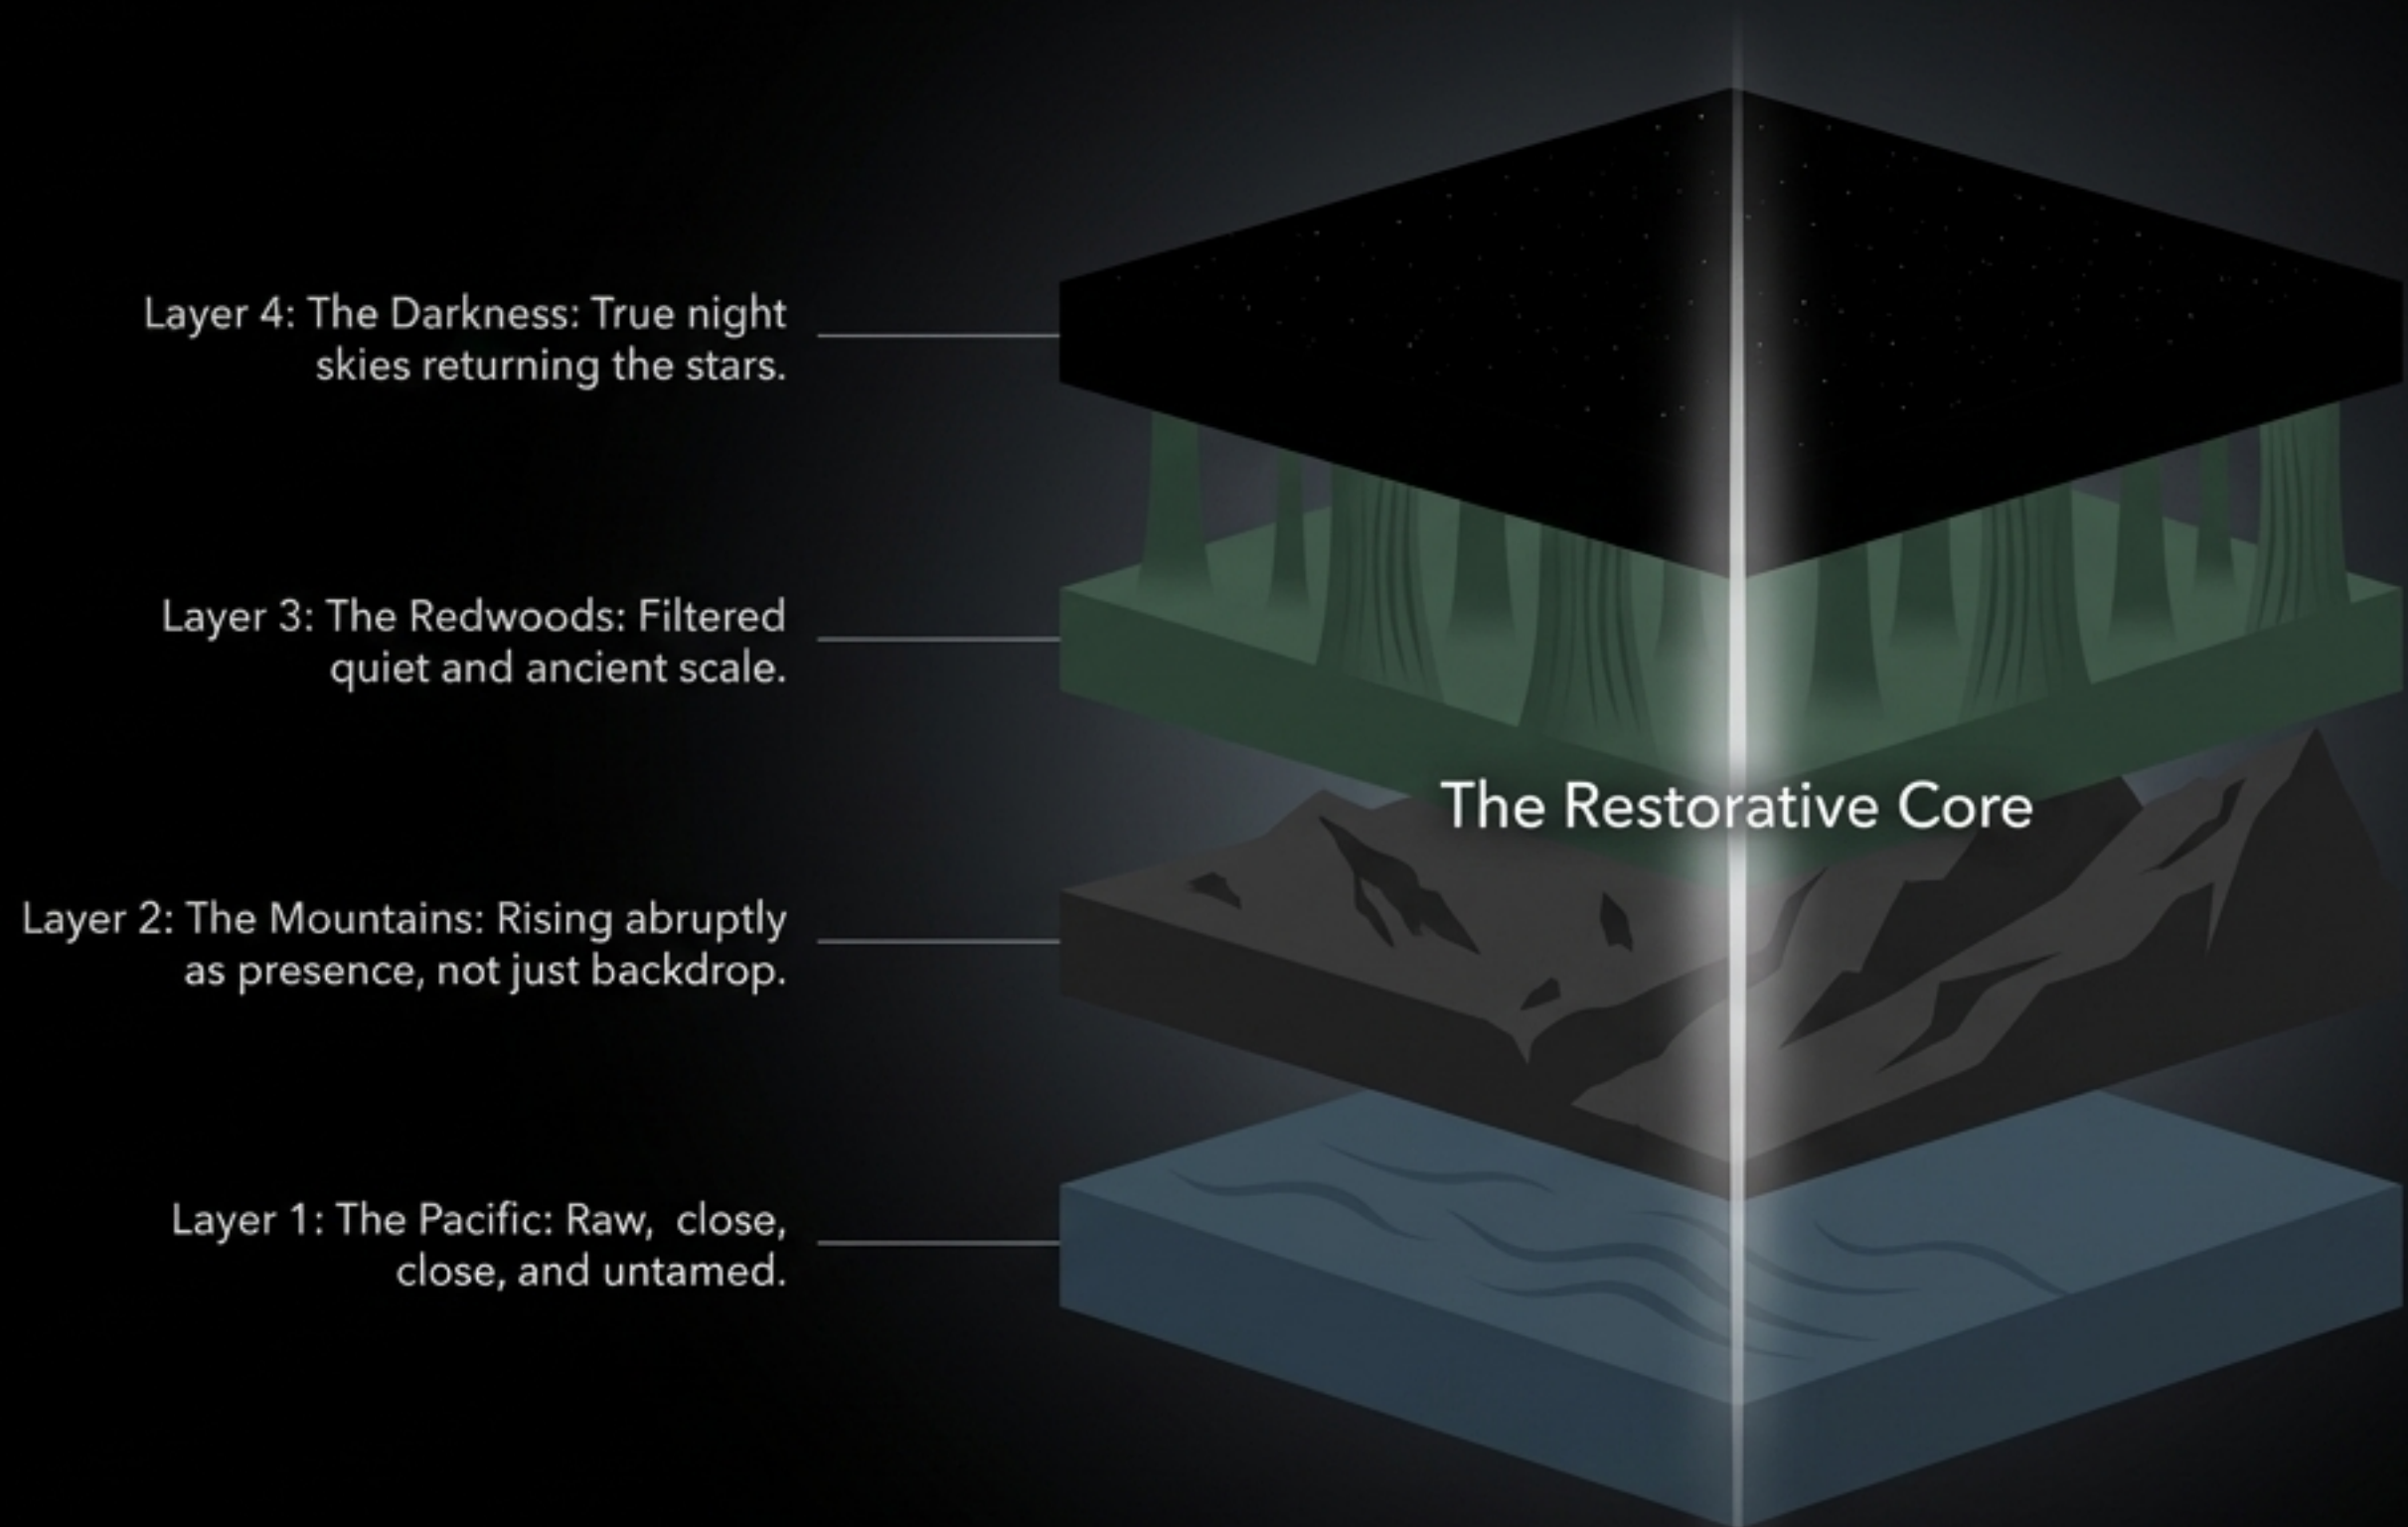 Layer 4: The Darkness: True night
skies returning the stars.
Layer 3: The Redwoods: Filtered
quiet and ancient scale.
The Restorative Core
Layer 2: The Mountains: Rising abruptly
as presence, not just backdrop.
Layer 1: The Pacific: Raw,  close,
close, and untamed.